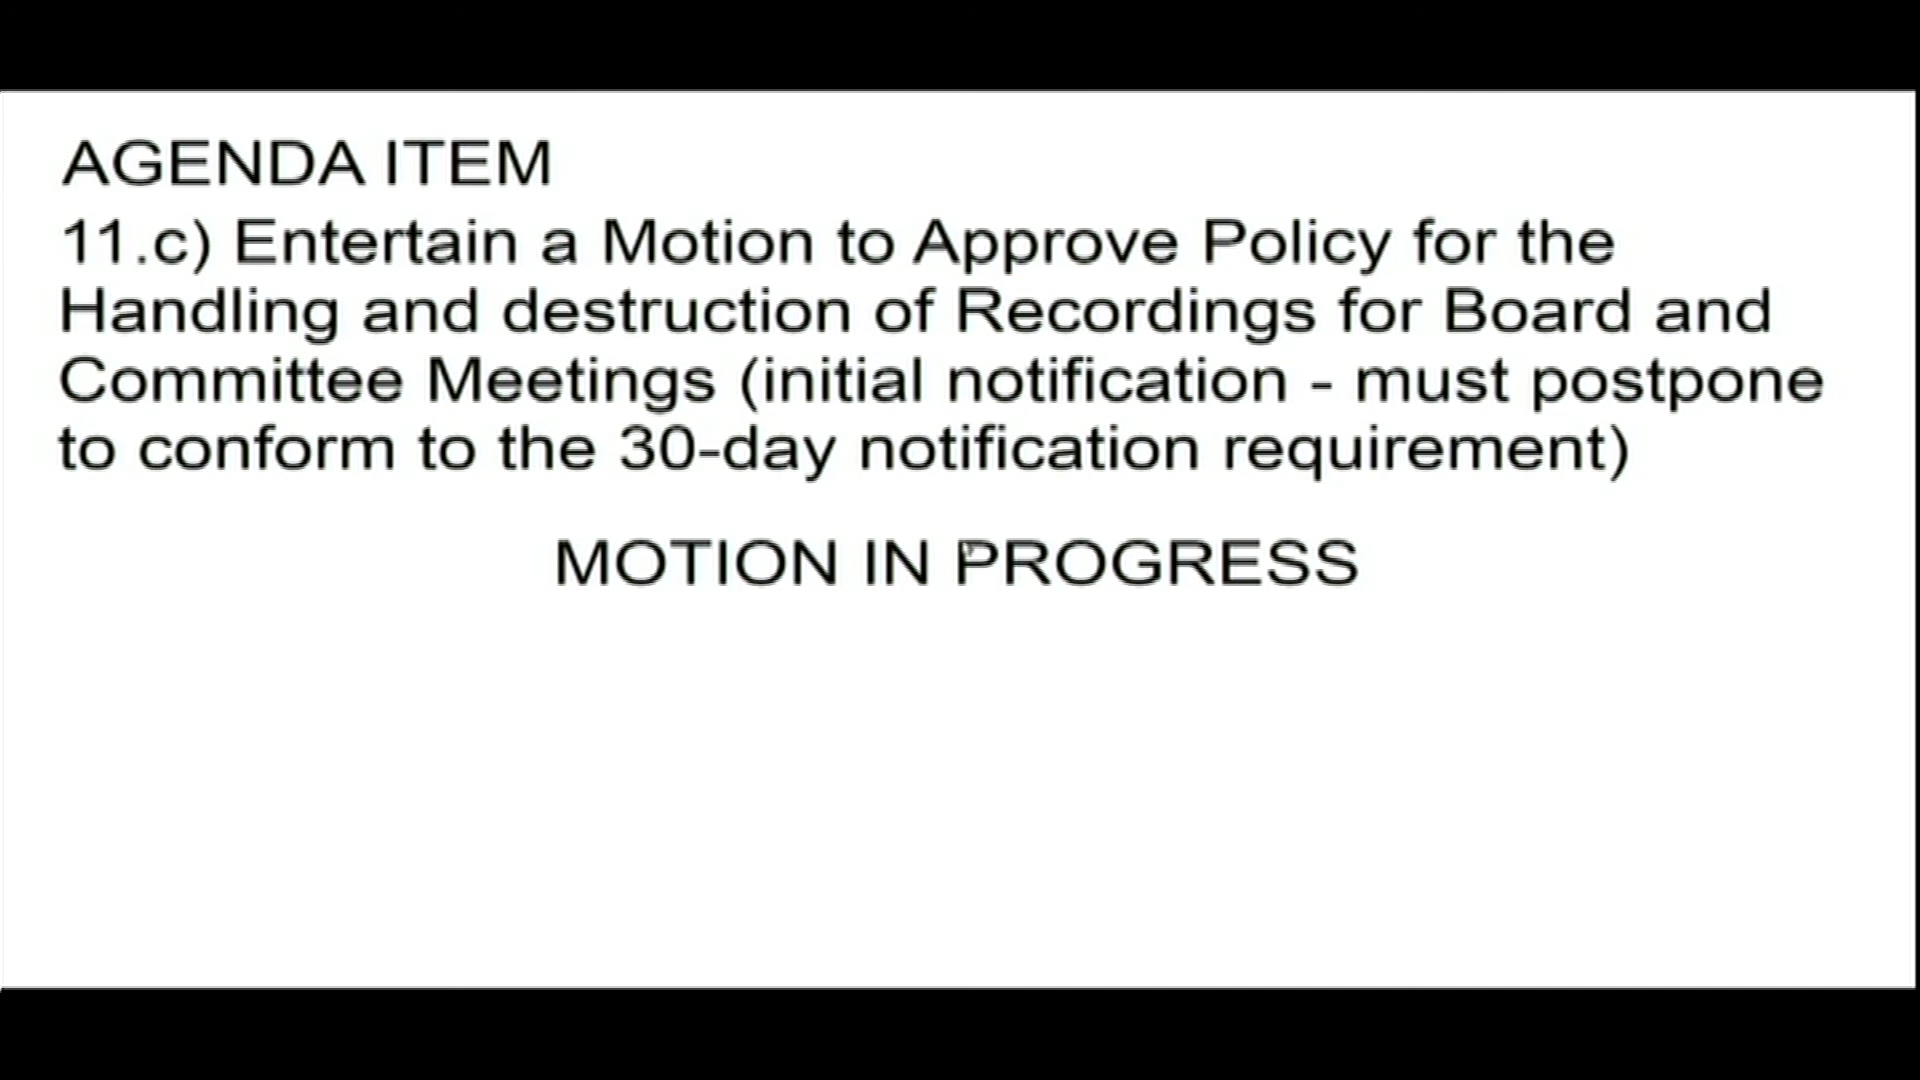 AGENDA ITEM
11.c) Entertain a Motion to Approve Policy for the
Handling and destruction of Recordings for Board and
Committee Meetings (initial notification - must postpone
to conform to the 30-day notification requirement)
MOTION IN PROGRESS